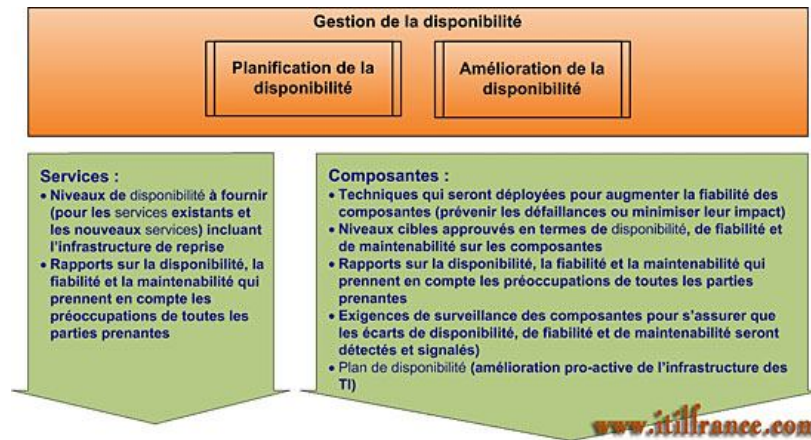 Gestion de la disponibilité
Planification de la
disponibilité
Amélioration de la
disponibilité
Services :
• Niveaux de disponibilité à fournir
(pour les services existants et
les nouveaux services) incluant
l'infrastructure de reprise
• Rapports sur la disponibilité, la
fiabilité et la maintenabilité qui
prennent en compte les
préoccupations de toutes les
parties prenantes
Composantes :
• Techniques qui seront déployées pour augmenter la fiabilité des
composantes (prévenir les défaillances ou minimiser leur impact)
• Niveaux cibles approuvés en termes de disponibilité, de fiabilité et
de maintenabilité sur les composantes
• Rapports sur la disponibilité, la fiabilité et la maintenabilité qui
prennent en compte les préoccupations de toutes les parties
prenantes
• Exigences de surveillance des composantes pour s'assurer que
les écarts de disponibilité, de fiabilité et de maintenabilité seront
détectés et signalés)
• Plan de disponibilité (amélioration pro-active de l'infrastructure des
TI)
www.itilfrance.com